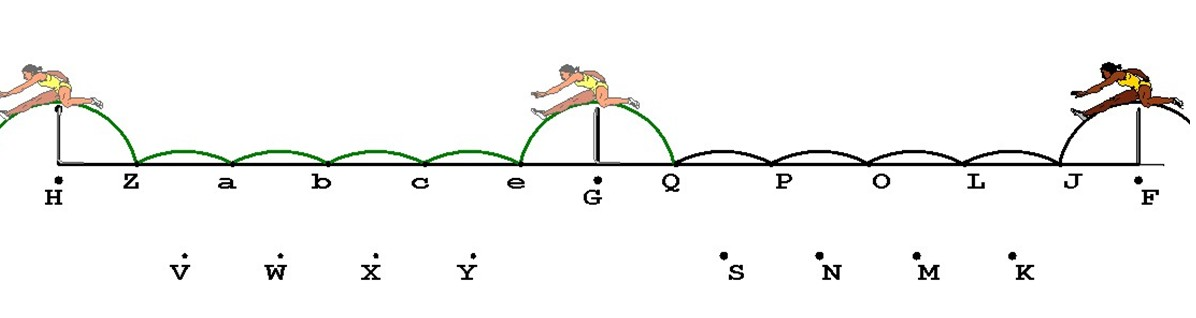 H Z a b c e G Q P O L J F
V W X Y S N M K